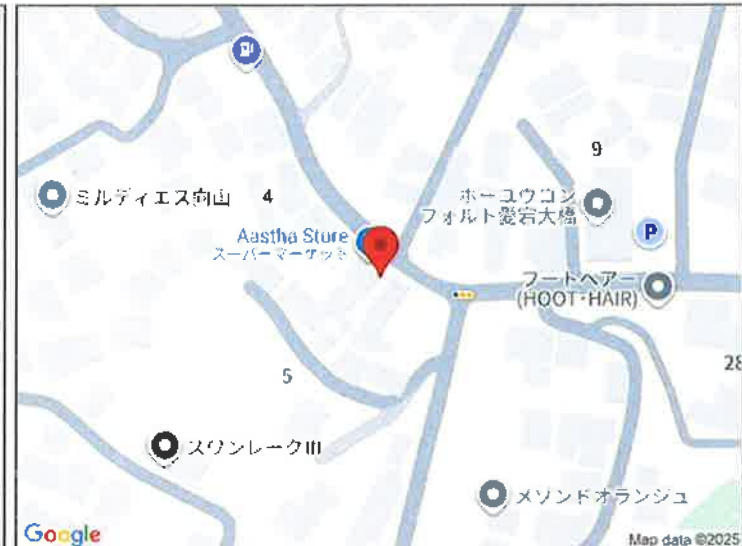 ミルディエス向山
4
9
ホーユウコン
フォルト愛宕大橋
P
Aastha Store
スーパーマーケット
フートヘアー
(HOOT・HAIR)
5
28
スワンレークⅢ
メゾンドオランジュ
Google
Map data ©2025